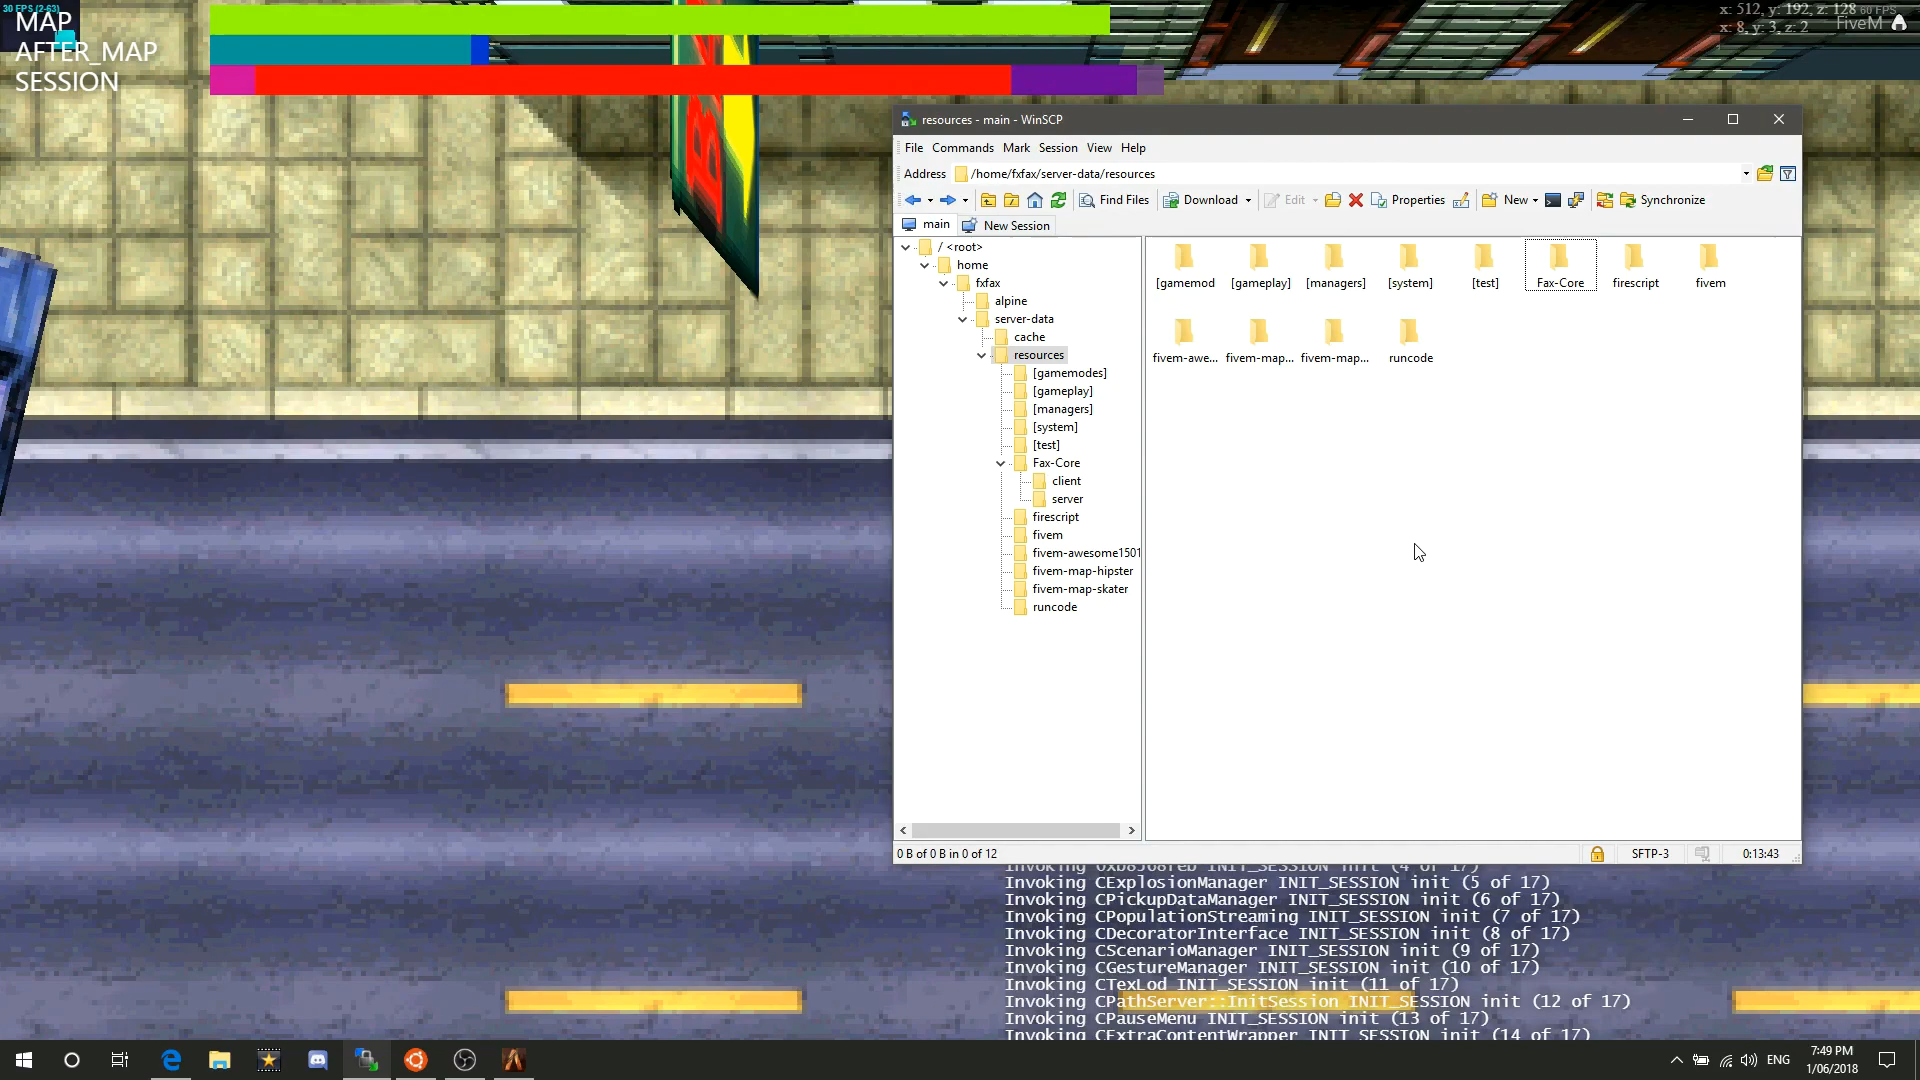 30 FPS (2-63)
MAP
AFTER_MAP
SESSION
x: 512, y: 192, z: 128 60 FPS
x: 8, y: 3, z: 2
FiveM
resources - main - WinSCP
File Commands Mark Session View Help
Address /home/fxfax/server-data/resources
Find Files Download Edit Properties New Synchronize
main New Session
/ <root>
home
fxfax
alpine
server-data
cache
resources
[gamemodes]
[gameplay]
[managers]
[system]
[test]
Fax-Core
client
server
firescript
fivem
fivem-awesome1501
fivem-map-hipster
fivem-map-skater
runcode
[gamemod [gameplay] [managers] [system] [test] Fax-Core firescript fivem
fivem-awe... fivem-map... fivem-map... runcode
0 B of 0 B in 0 of 12
SFTP-3 0:13:43
Invoking CExplosionManager INIT_SESSION init (5 of 17)
Invoking CPickupDataManager INIT_SESSION init (6 of 17)
Invoking CPopulationStreaming INIT_SESSION init (7 of 17)
Invoking CDecoratorInterface INIT_SESSION init (8 of 17)
Invoking CScenarioManager INIT_SESSION init (9 of 17)
Invoking CGestureManager INIT_SESSION init (10 of 17)
Invoking CTexLod INIT_SESSION init (11 of 17)
Invoking CPathServer::InitSession INIT_SESSION init (12 of 17)
Invoking CPauseMenu INIT_SESSION init (13 of 17)
Invoking CExtraContentWrapper INIT_SESSION init (14 of 17)
ENG
7:49 PM
1/06/2018